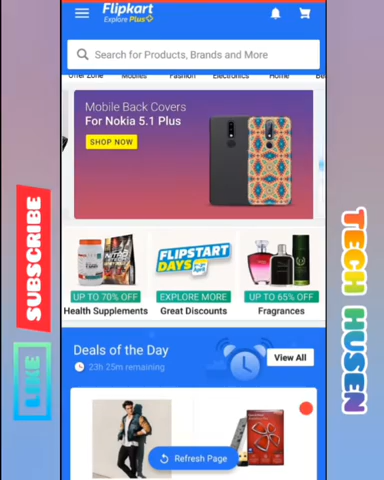 Flipkart
Explore Plus
Search for Products, Brands and More
Offer Zone Mobiles Fashion Electronics Home
Mobile Back Covers
For Nokia 5.1 Plus
SHOP NOW
FLIPSTART
DAYS
UP TO 70% OFF EXPLORE MORE UP TO 65% OFF
Health Supplements Great Discounts Fragrances
Deals of the Day
23h 25m remaining
View All
Refresh Page
SUBSCRIBE
LIKE
TECH HUSEN